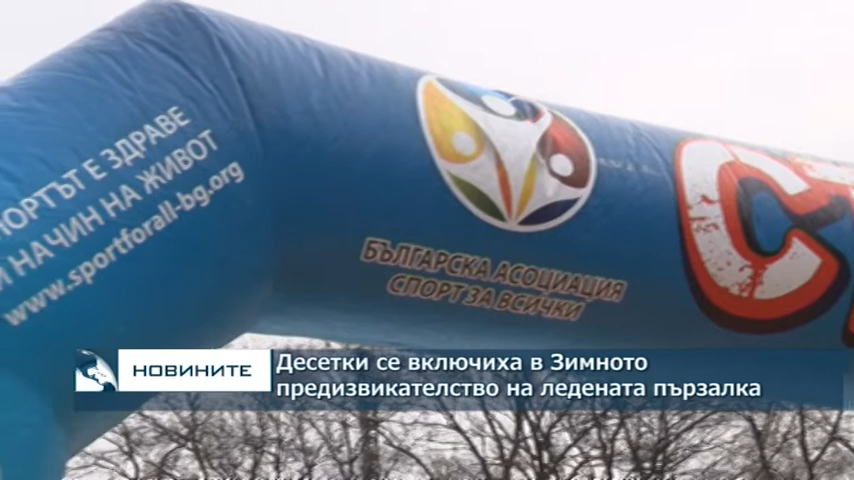 СПОРТЪТ Е ЗДРАВЕ
И НАЧИН НА ЖИВОТ
www.sportforall-bg.org
БЪЛГАРСКА АСОЦИАЦИЯ
СПОРТ ЗА ВСИЧКИ
НОВИНИТЕ
Десетки се включиха в Зимното
предизвикателство на ледената пързалка